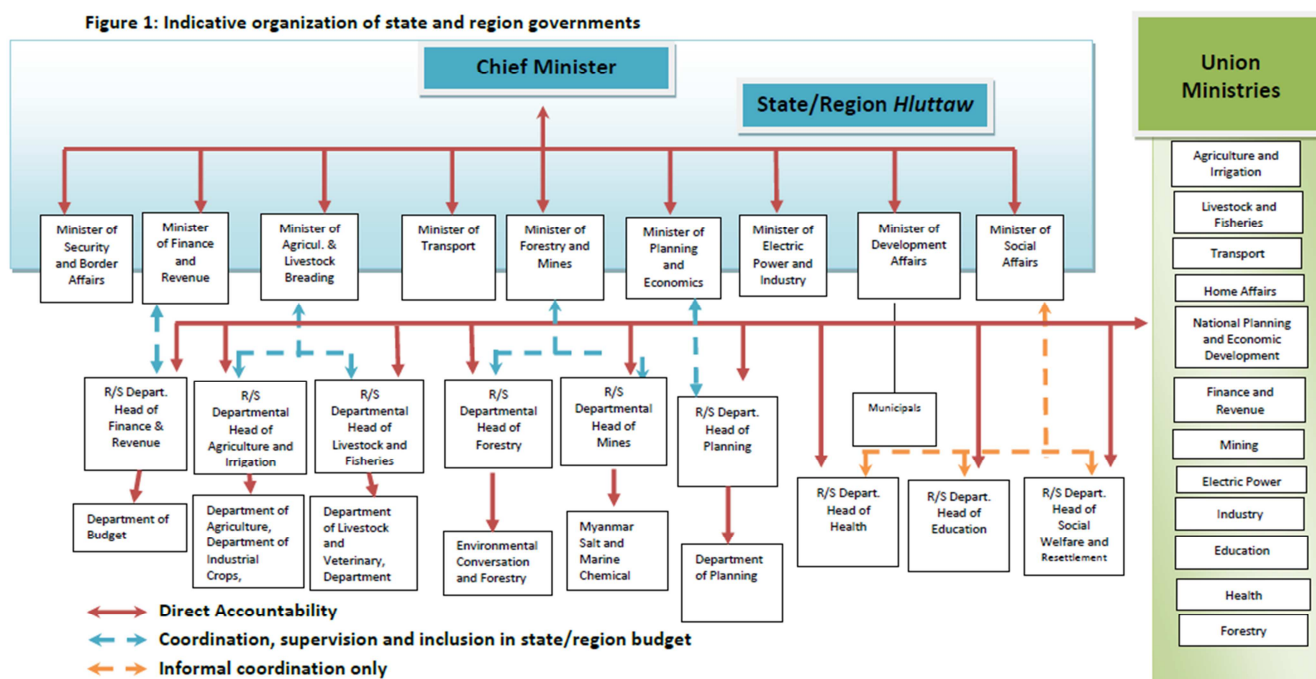 Figure 1: Indicative organization of state and region governments
Chief Minister
State/Region Hluttaw
Union
Ministries
Minister of
Security
and Border
Affairs
Minister
of Finance
and
Revenue
Minister of
Agricul. &
Livestock
Breading
Minister of
Transport
Minister of
Forestry and
Mines
Minister of
Planning
and
Economics
Minister of
Electric
Power and
Industry
Minister of
Development
Affairs
Minister of
Social
Affairs
R/S Depart.
Head of
Finance &
Revenue
R/S
Departmental
Head of
Agriculture and
Irrigation
R/S
Departmental
Head of
Livestock and
Fisheries
R/S
Departmental
Head of
Forestry
R/S
Departmental
Head of
Mines
R/S Depart.
Head of
Planning
Municipals
R/S Depart.
Head of
Health
R/S Depart.
Head of
Education
R/S Depart.
Head of
Social
Welfare and
Resettlement
Department of
Budget
Department of
Agriculture,
Department of
Industrial
Crops,
Department
of Livestock
and
Veterinary,
Department
Environmental
Conversation
and Forestry
Myanmar
Salt and
Marine
Chemical
Department
of Planning
Agriculture and
Irrigation
Livestock and
Fisheries
Transport
Home Affairs
National Planning
and Economic
Development
Finance and
Revenue
Mining
Electric Power
Industry
Education
Health
Forestry
Direct Accountability
Coordination, supervision and inclusion in state/region budget
Informal coordination only